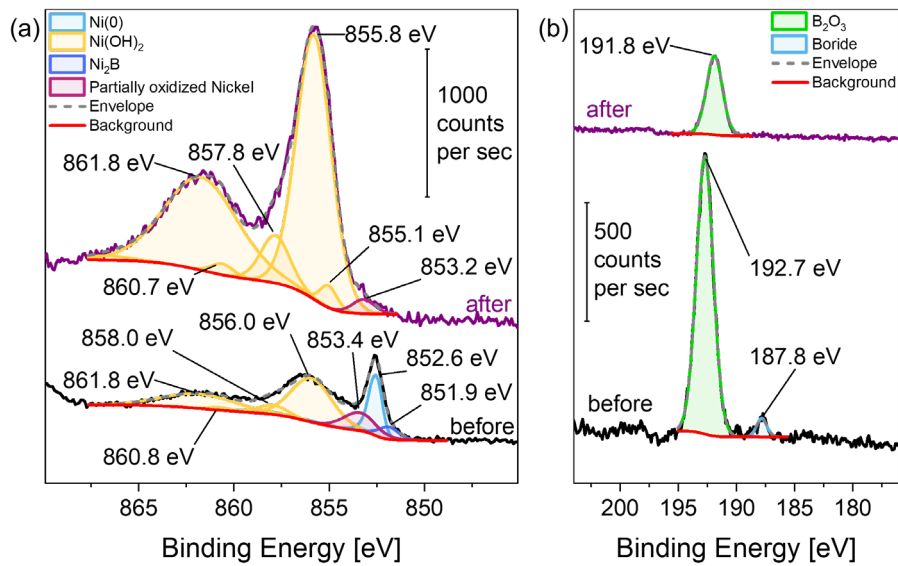 (a)
Ni(0)
Ni(OH)₂
Ni₂B
Partially oxidized Nickel
Envelope
Background
855.8 eV
1000
counts
per sec
857.8 eV
861.8 eV
855.1 eV
853.2 eV
860.7 eV
after
858.0 eV
856.0 eV
853.4 eV
852.6 eV
861.8 eV
851.9 eV
before
860.8 eV
865 860 855 850
Binding Energy [eV]
(b)
B₂O₃
Boride
Envelope
Background
191.8 eV
after
500
counts
per sec
192.7 eV
187.8 eV
before
200 195 190 185 180
Binding Energy [eV]